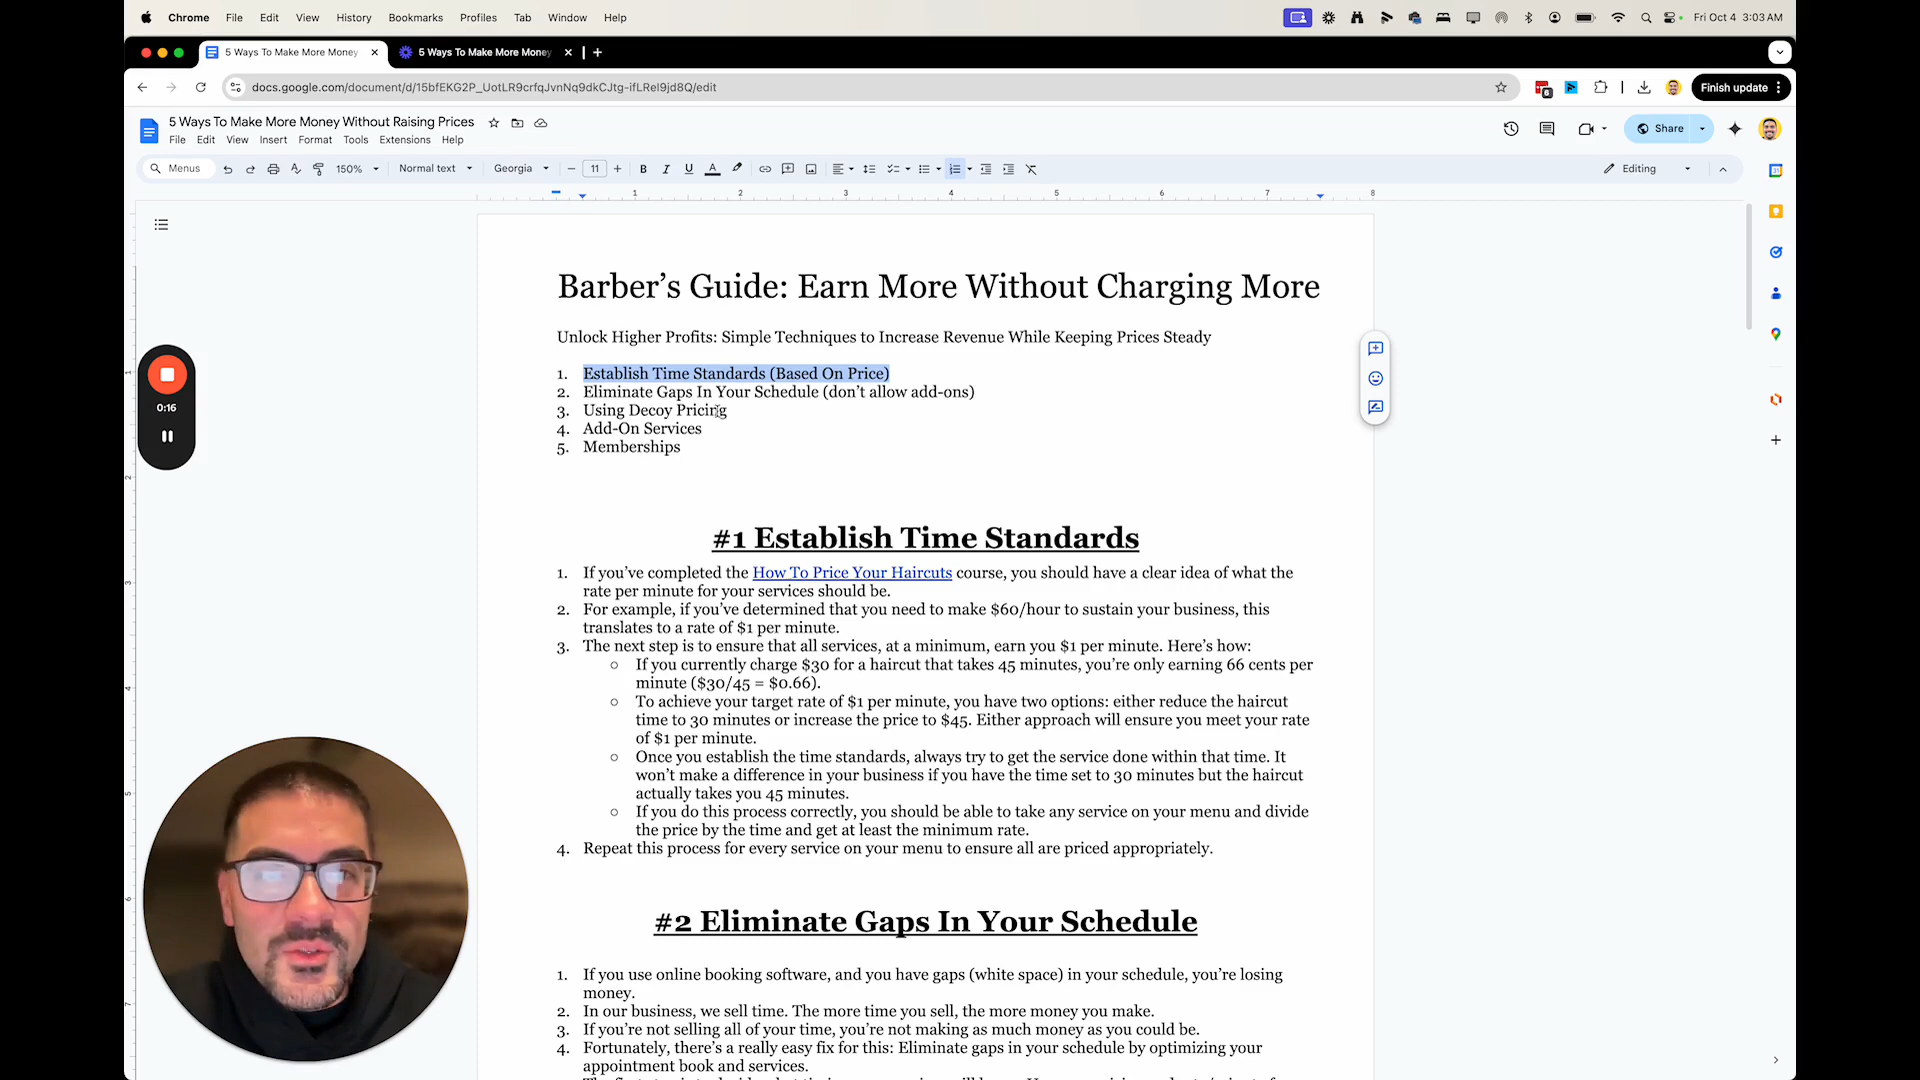 Chrome File Edit View History Bookmarks Profiles Tab Window Help Fri Oct 4 3:03 AM
5 Ways To Make More Money 5 Ways To Make More Money
docs.google.com/document/d/15bfEKG2P_UotLR9crfqJvnNq9dkCJtg-ifLRel9jd8Q/edit 6 Finish update
5 Ways To Make More Money Without Raising Prices
File Edit View Insert Format Tools Extensions Help Share
Menus 150% Normal text Georgia 11 B I U A Editing
1 2 3 4 5 6 7 8
Barber’s Guide: Earn More Without Charging More
Unlock Higher Profits: Simple Techniques to Increase Revenue While Keeping Prices Steady
1. Establish Time Standards (Based On Price)
2. Eliminate Gaps In Your Schedule (don’t allow add-ons)
3. Using Decoy Pricing
4. Add-On Services
5. Memberships
0:16
#1 Establish Time Standards
1. If you’ve completed the How To Price Your Haircuts course, you should have a clear idea of what the
rate per minute for your services should be.
2. For example, if you’ve determined that you need to make $60/hour to sustain your business, this
translates to a rate of $1 per minute.
3. The next step is to ensure that all services, at a minimum, earn you $1 per minute. Here’s how:
○ If you currently charge $30 for a haircut that takes 45 minutes, you’re only earning 66 cents per
minute ($30/45 = $0.66).
○ To achieve your target rate of $1 per minute, you have two options: either reduce the haircut
time to 30 minutes or increase the price to $45. Either approach will ensure you meet your rate
of $1 per minute.
○ Once you establish the time standards, always try to get the service done within that time. It
won’t make a difference in your business if you have the time set to 30 minutes but the haircut
actually takes you 45 minutes.
○ If you do this process correctly, you should be able to take any service on your menu and divide
the price by the time and get at least the minimum rate.
4. Repeat this process for every service on your menu to ensure all are priced appropriately.
#2 Eliminate Gaps In Your Schedule
1. If you use online booking software, and you have gaps (white space) in your schedule, you’re losing
money.
2. In our business, we sell time. The more time you sell, the more money you make.
3. If you’re not selling all of your time, you’re not making as much money as you could be.
4. Fortunately, there’s a really easy fix for this: Eliminate gaps in your schedule by optimizing your
appointment book and services.